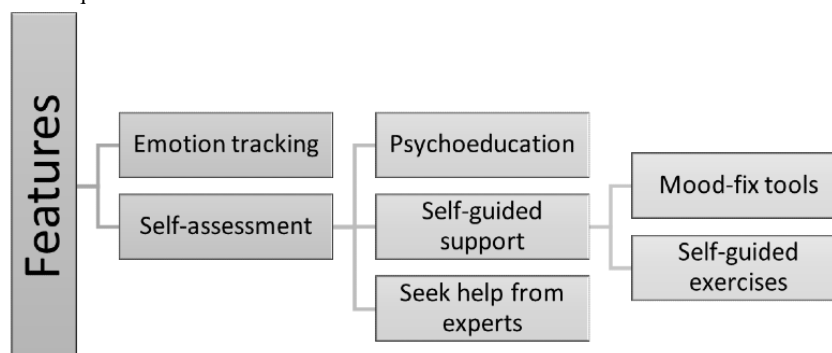 Features
Emotion tracking
Self-assessment
Psychoeducation
Self-guided
support
Seek help from
experts
Mood-fix tools
Self-guided
exercises